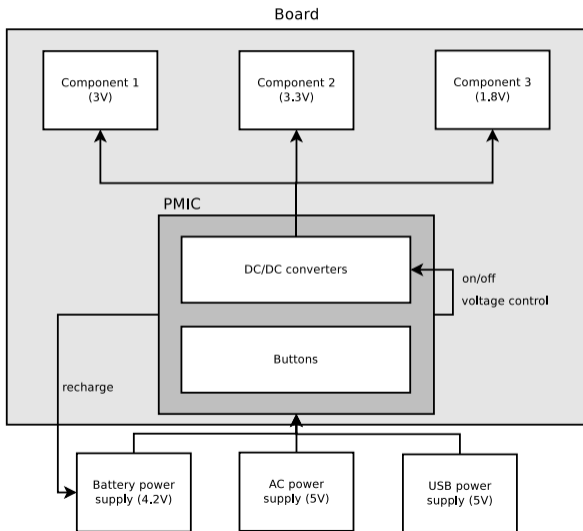 Board
Component 1
(3V)
Component 2
(3.3V)
Component 3
(1.8V)
PMIC
DC/DC converters
on/off
voltage control
Buttons
recharge
Battery power
supply (4.2V)
AC power
supply (5V)
USB power
supply (5V)